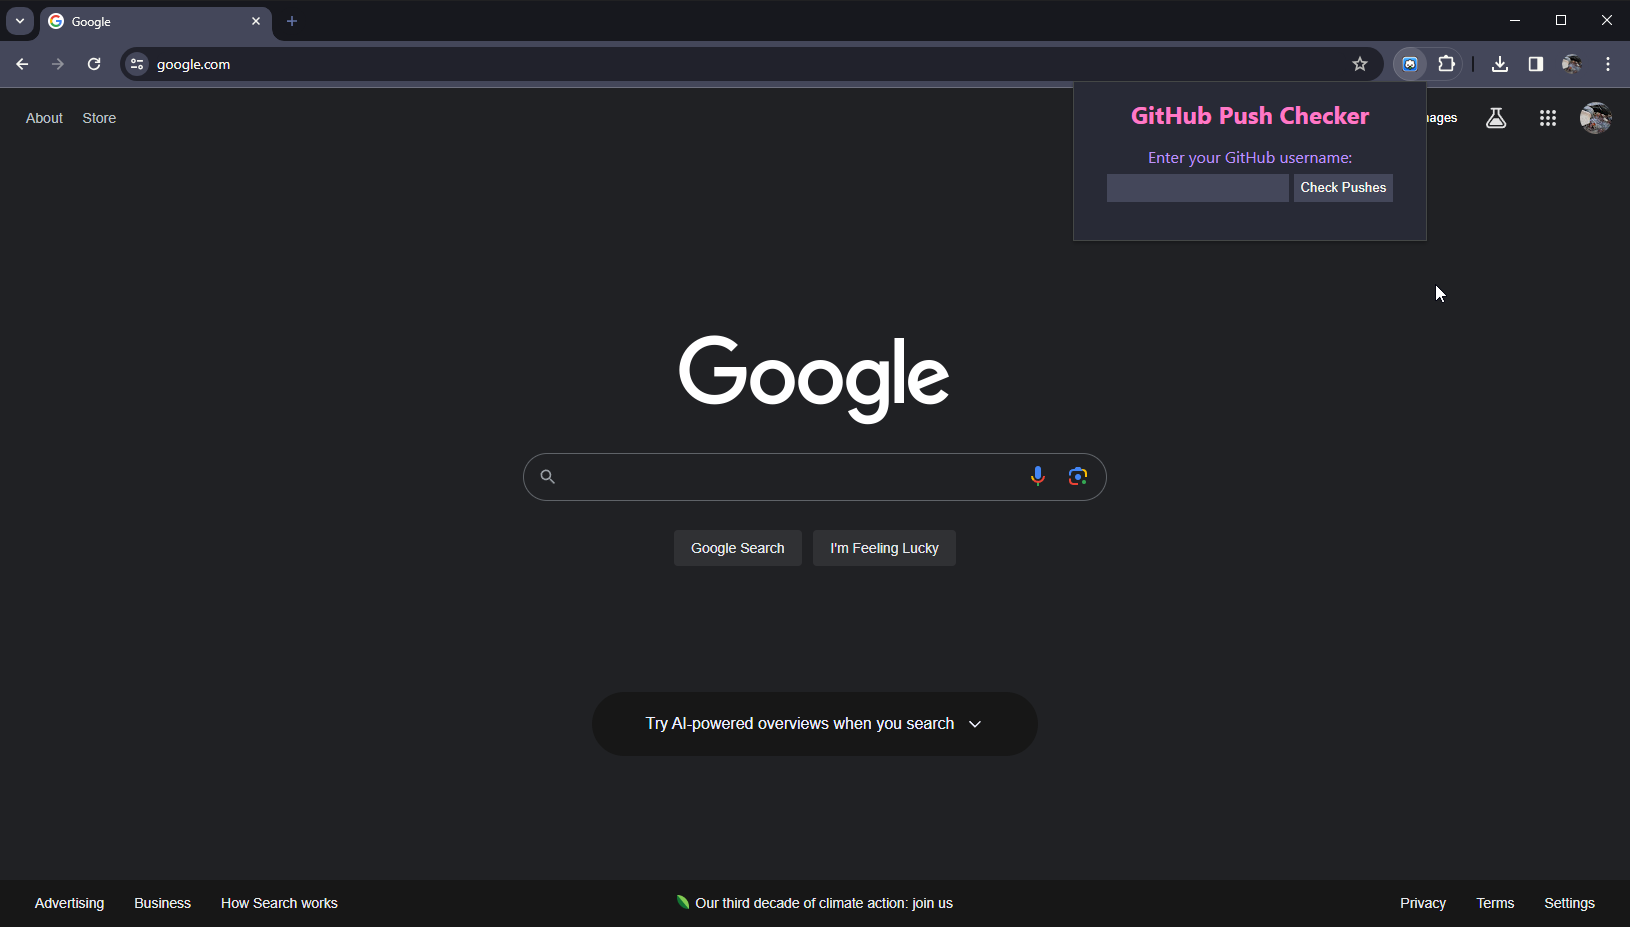 Google
google.com
About Store
GitHub Push Checker
Enter your GitHub username:
Check Pushes
Google
Google Search I'm Feeling Lucky
Try AI-powered overviews when you search
Advertising Business How Search works
Our third decade of climate action: join us
Privacy Terms Settings